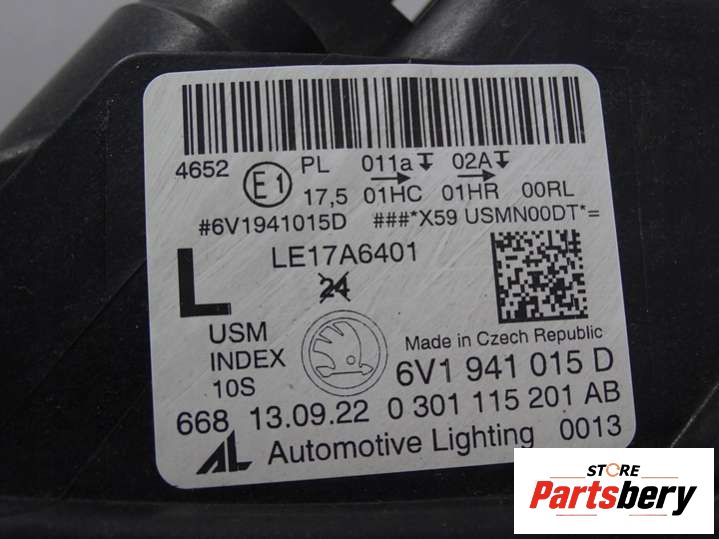 4652 E1 PL 011a 02A
17,5 01HC 01HR 00RL
#6V1941015D ###*X59 USMN00DT*=
LE17A6401
L 24
USM
INDEX
10S
Made in Czech Republic
6V1 941 015 D
668 13.09.22 0 301 115 201 AB
AL Automotive Lighting 0013
STORE
Partsbery